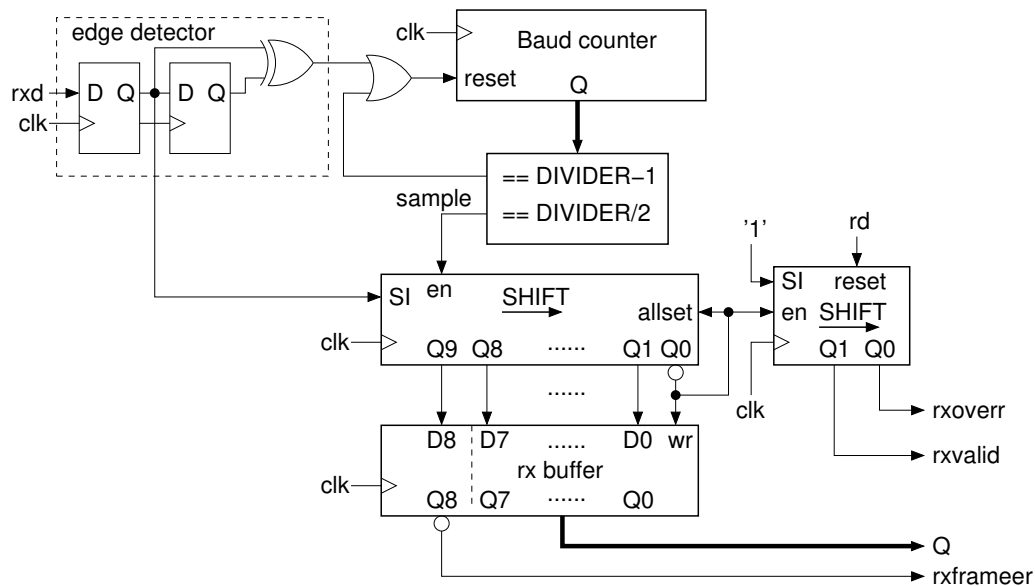 edge detector
clk
Baud counter
reset
Q
rxd
D Q
D Q
clk
== DIVIDER−1
sample
== DIVIDER/2
'1'
rd
SI
en
SHIFT
allset
SI
reset
en
SHIFT
clk
Q9 Q8 ...... Q1 Q0
Q1 Q0
......
clk
rxoverr
D8 D7 ...... D0 wr
rxvalid
rx buffer
clk
Q8 Q7 ...... Q0
Q
rxframeer